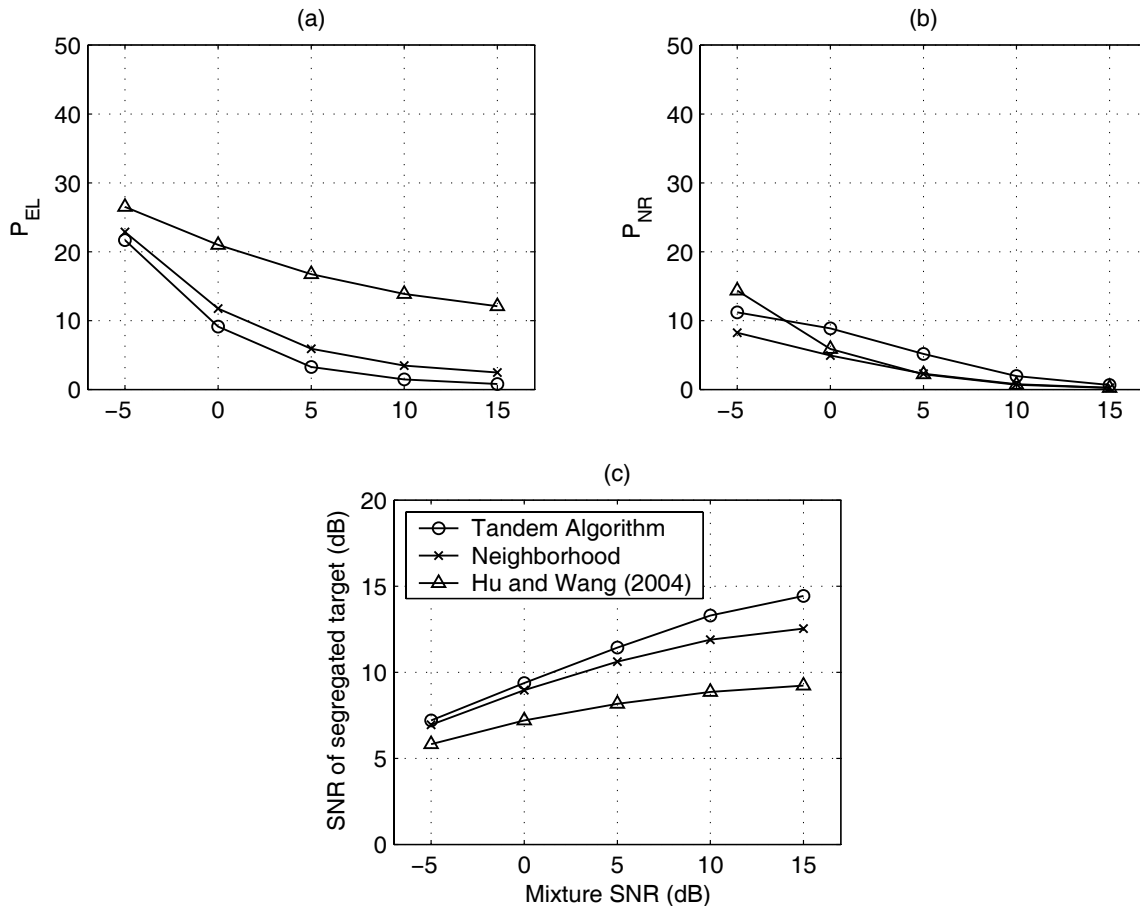 (a)
50
40
30
20
10
0
P_EL
−5 0 5 10 15
(b)
50
40
30
20
10
0
P_NR
−5 0 5 10 15
(c)
20
15
10
5
0
SNR of segregated target (dB)
Tandem Algorithm
Neighborhood
Hu and Wang (2004)
−5 0 5 10 15
Mixture SNR (dB)